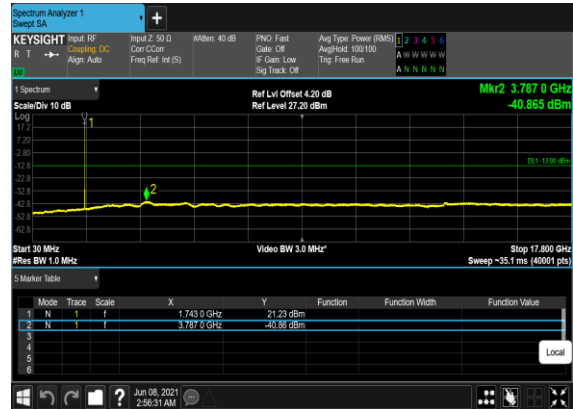 Spectrum Analyzer 1
Swept SA
+
KEYSIGHT Input: RF Input Z: 50 Ω #Atten: 40 dB PNO: Fast Avg Type: Power (RMS) 1 2 3 4 5 6
R T Coupling: DC Corr CCorr Gate: Off Avg|Hold: 100/100 A W W W W W
Align: Auto Freq Ref: Int (S) IF Gain: Low Trig: Free Run
LXI Sig Track: Off A N N N N N
1 Spectrum Ref Lvl Offset 4.20 dB Mkr2 3.787 0 GHz
Scale/Div 10 dB Ref Level 27.20 dBm -40.865 dBm
Log
17.2 1
7.20
-2.80
-12.8 DL1 -13.00 dBm
-22.8
-32.8 2
-42.8
-52.8
-62.8
Start 30 MHz Video BW 3.0 MHz* Stop 17.800 GHz
#Res BW 1.0 MHz Sweep ~35.1 ms (40001 pts)
5 Marker Table
Mode Trace Scale X Y Function Function Width Function Value
1 N 1 f 1.743 0 GHz 21.23 dBm
2 N 1 f 3.787 0 GHz -40.86 dBm
3
4
5
6
Local
? Jun 08, 2021
2:56:31 AM